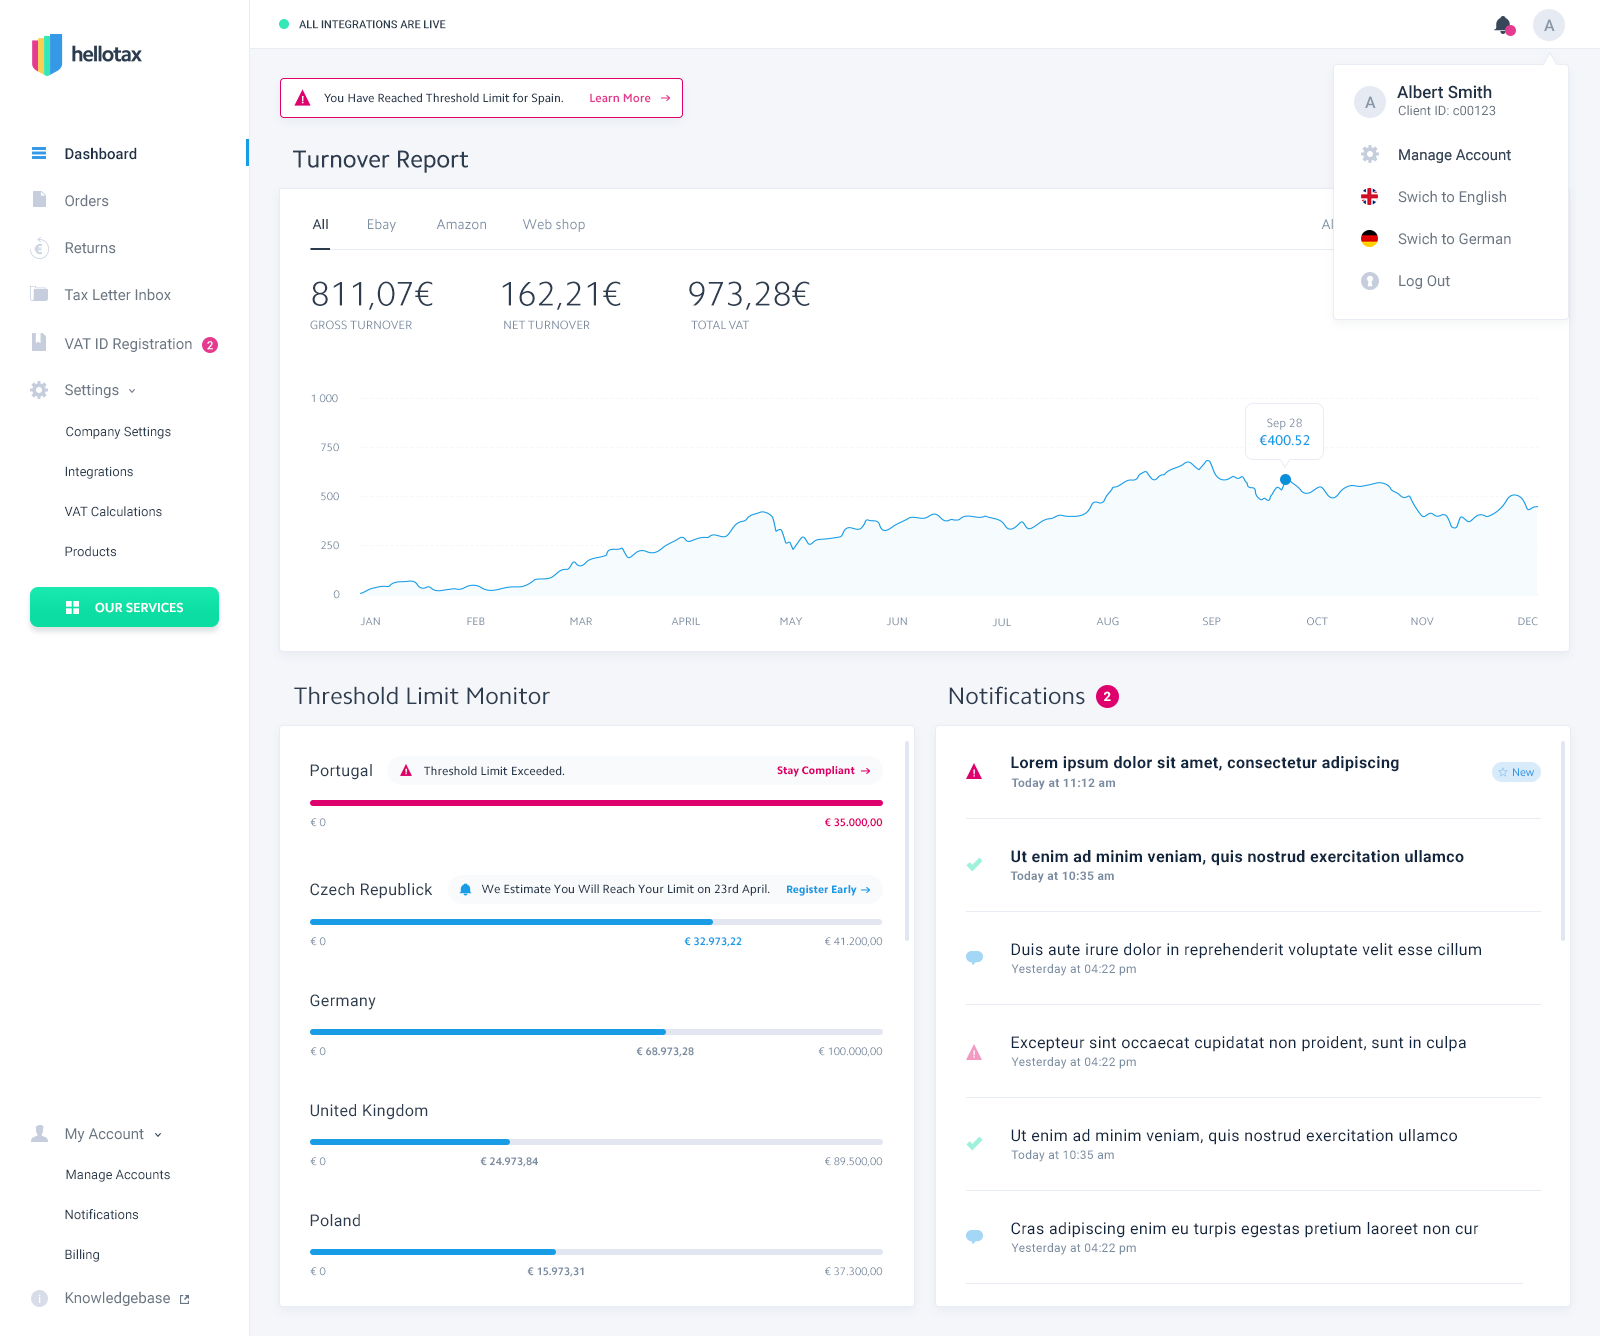 hellotax
Dashboard
Orders
Returns
Tax Letter Inbox
VAT ID Registration 2
Settings
Company Settings
Integrations
VAT Calculations
Products
OUR SERVICES
My Account
Manage Accounts
Notifications
Billing
Knowledgebase
ALL INTEGRATIONS ARE LIVE
A
You Have Reached Threshold Limit for Spain. Learn More →
A
Albert Smith
Client ID: c00123
Manage Account
Swich to English
Swich to German
Log Out
Turnover Report
All Ebay Amazon Web shop Al
811,07€ 162,21€ 973,28€
GROSS TURNOVER NET TURNOVER TOTAL VAT
1 000
750
500
250
0
Sep 28
€400.52
JAN FEB MAR APRIL MAY JUN JUL AUG SEP OCT NOV DEC
Threshold Limit Monitor
Portugal Threshold Limit Exceeded. Stay Compliant →
€ 0 € 35.000,00
Czech Republick We Estimate You Will Reach Your Limit on 23rd April. Register Early →
€ 0 € 32.973,22 € 41.200,00
Germany
€ 0 € 68.973,28 € 100.000,00
United Kingdom
€ 0 € 24.973,84 € 89.500,00
Poland
€ 0 € 15.973,31 € 37.300,00
Notifications 2
Lorem ipsum dolor sit amet, consectetur adipiscing
Today at 11:12 am
New
Ut enim ad minim veniam, quis nostrud exercitation ullamco
Today at 10:35 am
Duis aute irure dolor in reprehenderit voluptate velit esse cillum
Yesterday at 04:22 pm
Excepteur sint occaecat cupidatat non proident, sunt in culpa
Yesterday at 04:22 pm
Ut enim ad minim veniam, quis nostrud exercitation ullamco
Today at 10:35 am
Cras adipiscing enim eu turpis egestas pretium laoreet non cur
Yesterday at 04:22 pm